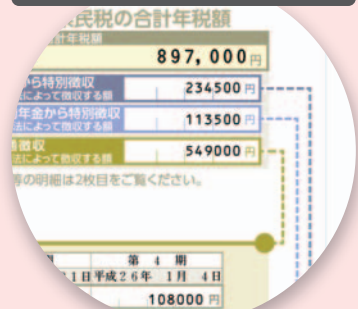 民税の合計年税額
計年税額
897,000円
から特別徴収
法によって徴収する額
234500円
年金から特別徴収
法によって徴収する額
113500円
徴収
法によって徴収する額
549000円
等の明細は2枚目をご覧ください。
期 第 4 期
1日 平成26年 1月 4日
108000円